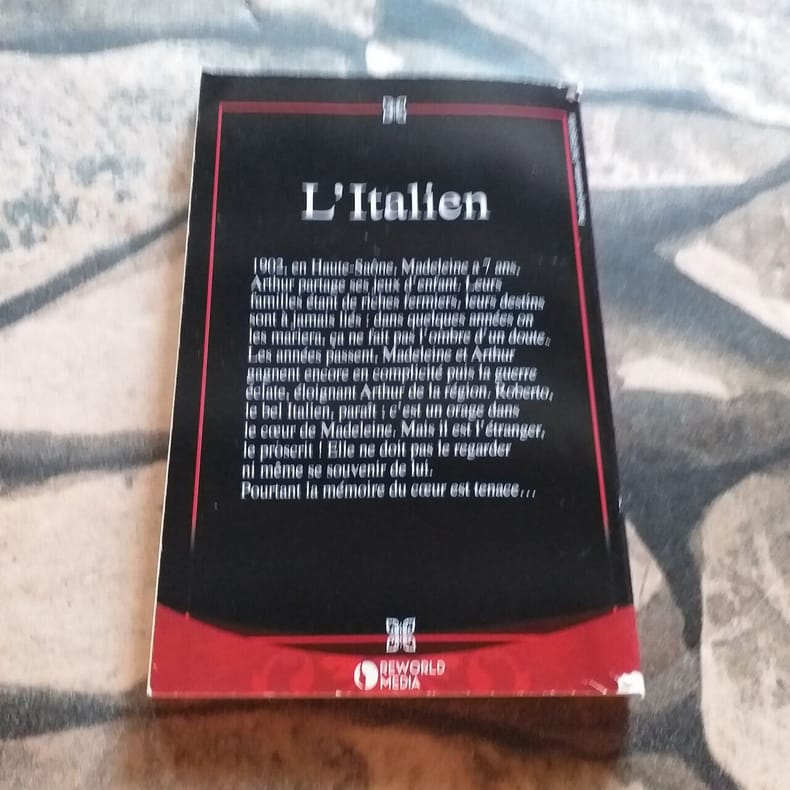 L'Italien
1902, en Haute-Saône, Madeleine a 7 ans,
Arthur partage ses jeux d'enfant. Leurs
familles étant de riches fermiers, leurs destins
sont à jamais liés : dans quelques années on
les mariera, ça ne fait pas l'ombre d'un doute.
Les années passent, Madeleine et Arthur
gagnent encore en complicité puis la guerre
éclate, éloignant Arthur de la région. Roberto,
le bel Italien, paraît ; c'est un orage dans
le cœur de Madeleine. Mais il est l'étranger,
le proscrit ! Elle ne doit pas le regarder
ni même se souvenir de lui.
Pourtant la mémoire du cœur est tenace...
REWORLD
MEDIA